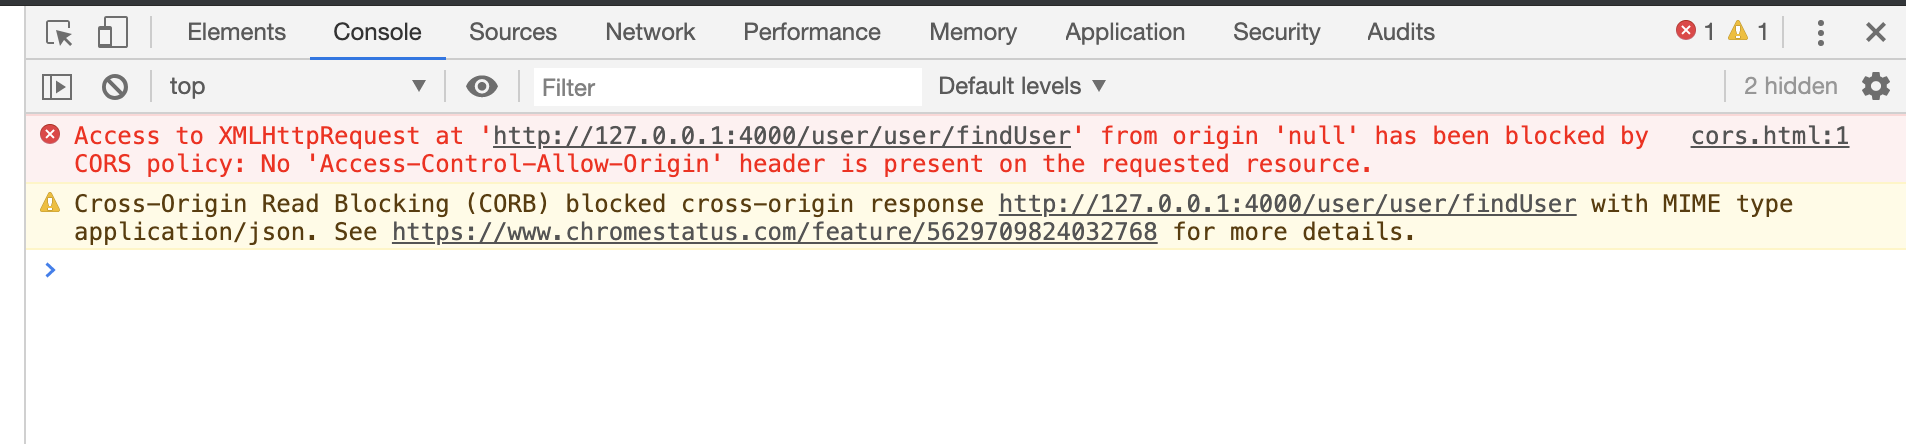 Elements Console Sources Network Performance Memory Application Security Audits 1 1
top Filter Default levels 2 hidden
Access to XMLHttpRequest at 'http://127.0.0.1:4000/user/user/findUser' from origin 'null' has been blocked by cors.html:1
CORS policy: No 'Access-Control-Allow-Origin' header is present on the requested resource.
Cross-Origin Read Blocking (CORB) blocked cross-origin response http://127.0.0.1:4000/user/user/findUser with MIME type
application/json. See https://www.chromestatus.com/feature/5629709824032768 for more details.